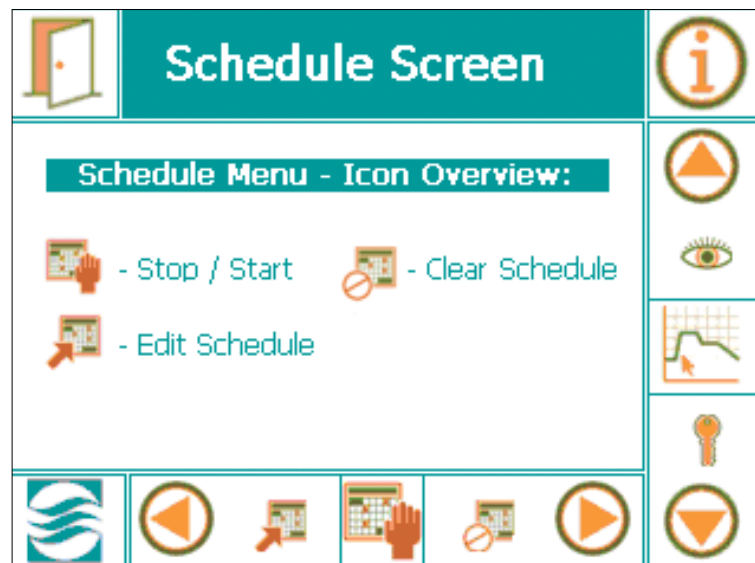 Schedule Screen
Schedule Menu - Icon Overview:
- Stop / Start
- Clear Schedule
- Edit Schedule